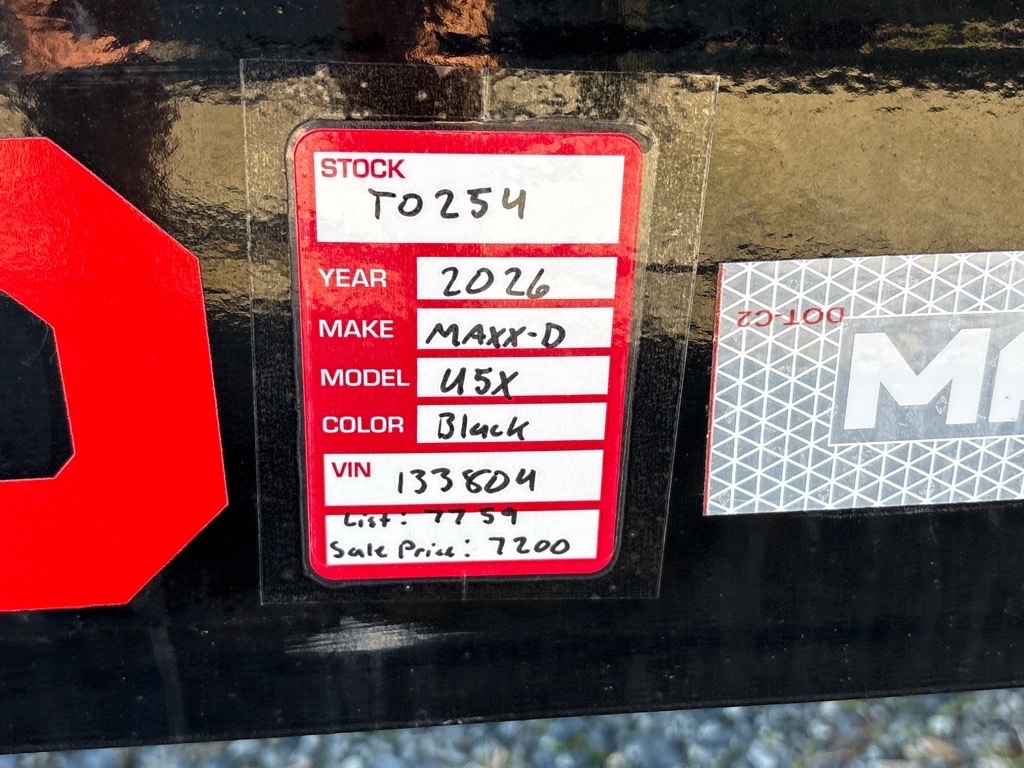 STOCK
T0254
YEAR 2026
MAKE MAXX-D
MODEL U5X
COLOR Black
VIN 133804
List: 7759
Sale Price: 7200
DOT-C2
MA